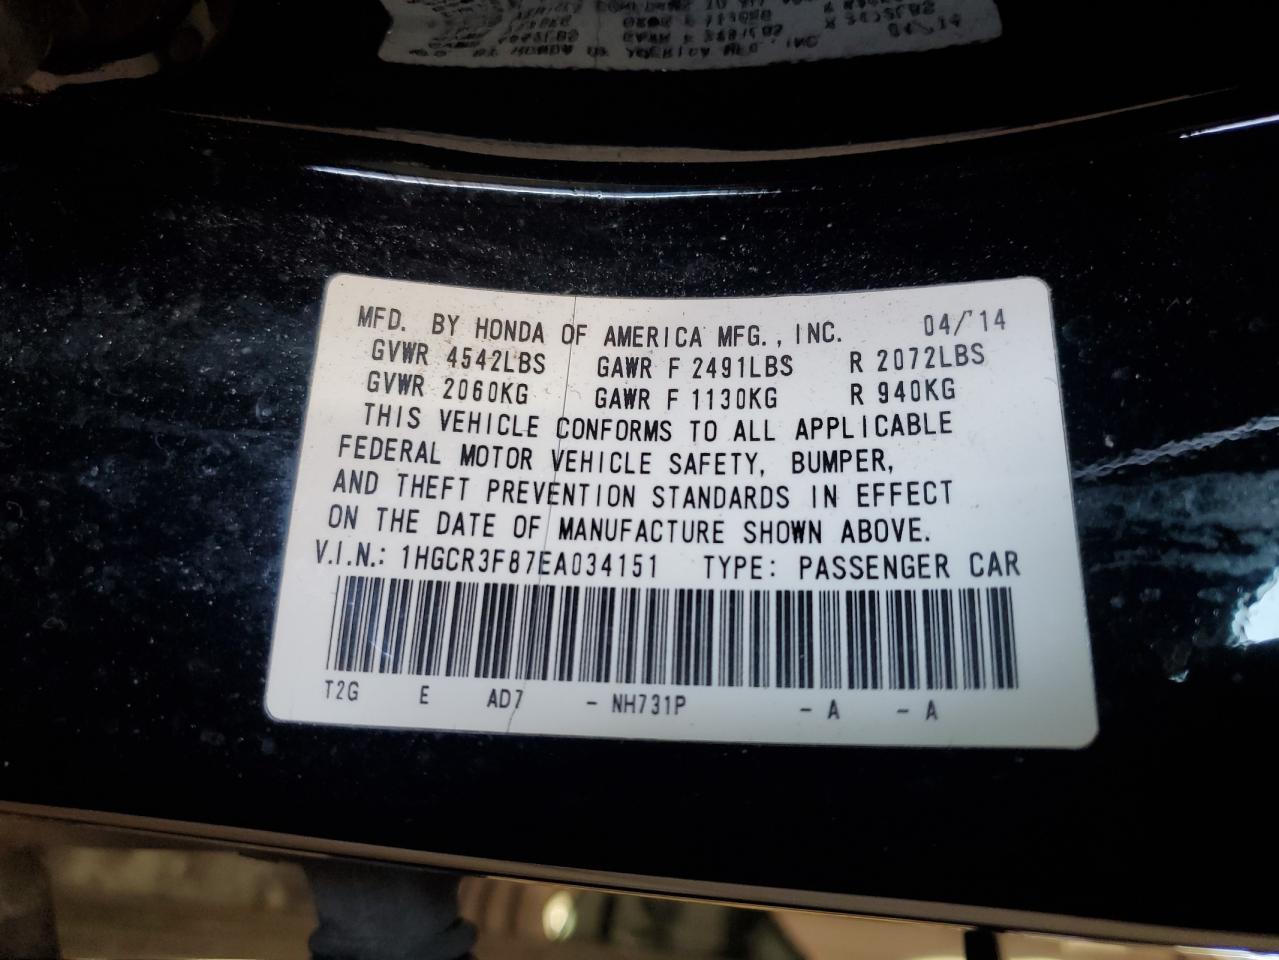 MFD. BY HONDA OF AMERICA MFG., INC. 04/14
GVWR 4542LBS GAWR F 2491LBS R 2072LBS
GVWR 2060KG GAWR F 1130KG R 940KG
THIS VEHICLE CONFORMS TO ALL APPLICABLE
FEDERAL MOTOR VEHICLE SAFETY, BUMPER,
AND THEFT PREVENTION STANDARDS IN EFFECT
ON THE DATE OF MANUFACTURE SHOWN ABOVE.
V.I.N.: 1HGCR3F87EA034151 TYPE: PASSENGER CAR
T2G E AD7 - NH731P - A - A